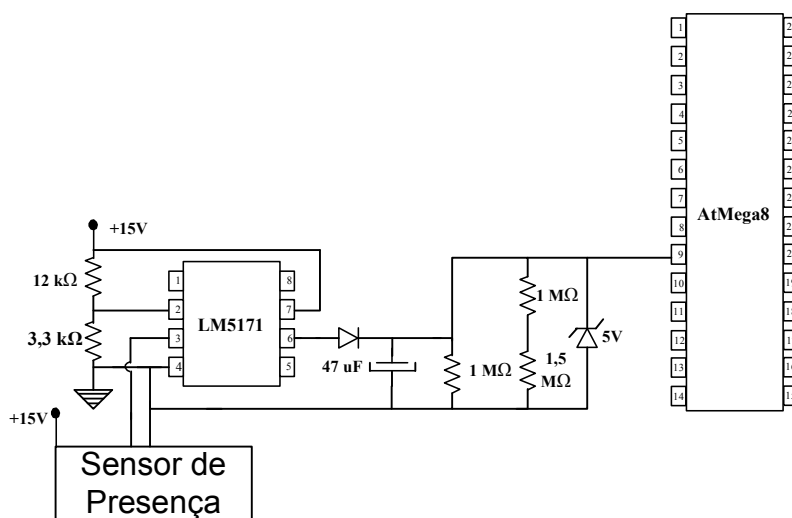 +15V
12 kΩ
3,3 kΩ
+15V
Sensor de
Presença
1
2
3
4
LM5171
8
7
6
5
47 uF
1 MΩ
1 MΩ
1,5
MΩ
5V
1
2
3
4
5
6
7
8
9
10
11
12
13
14
AtMega8